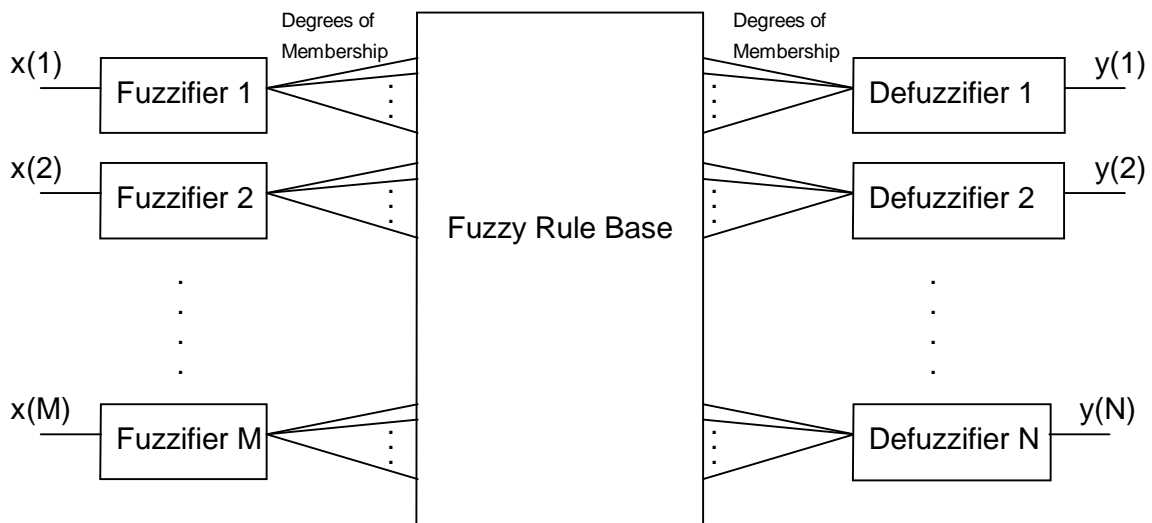 Degrees of
Membership
Degrees of
Membership
x(1)
Fuzzifier 1
Defuzzifier 1
y(1)
x(2)
Fuzzifier 2
Fuzzy Rule Base
Defuzzifier 2
y(2)
x(M)
Fuzzifier M
Defuzzifier N
y(N)